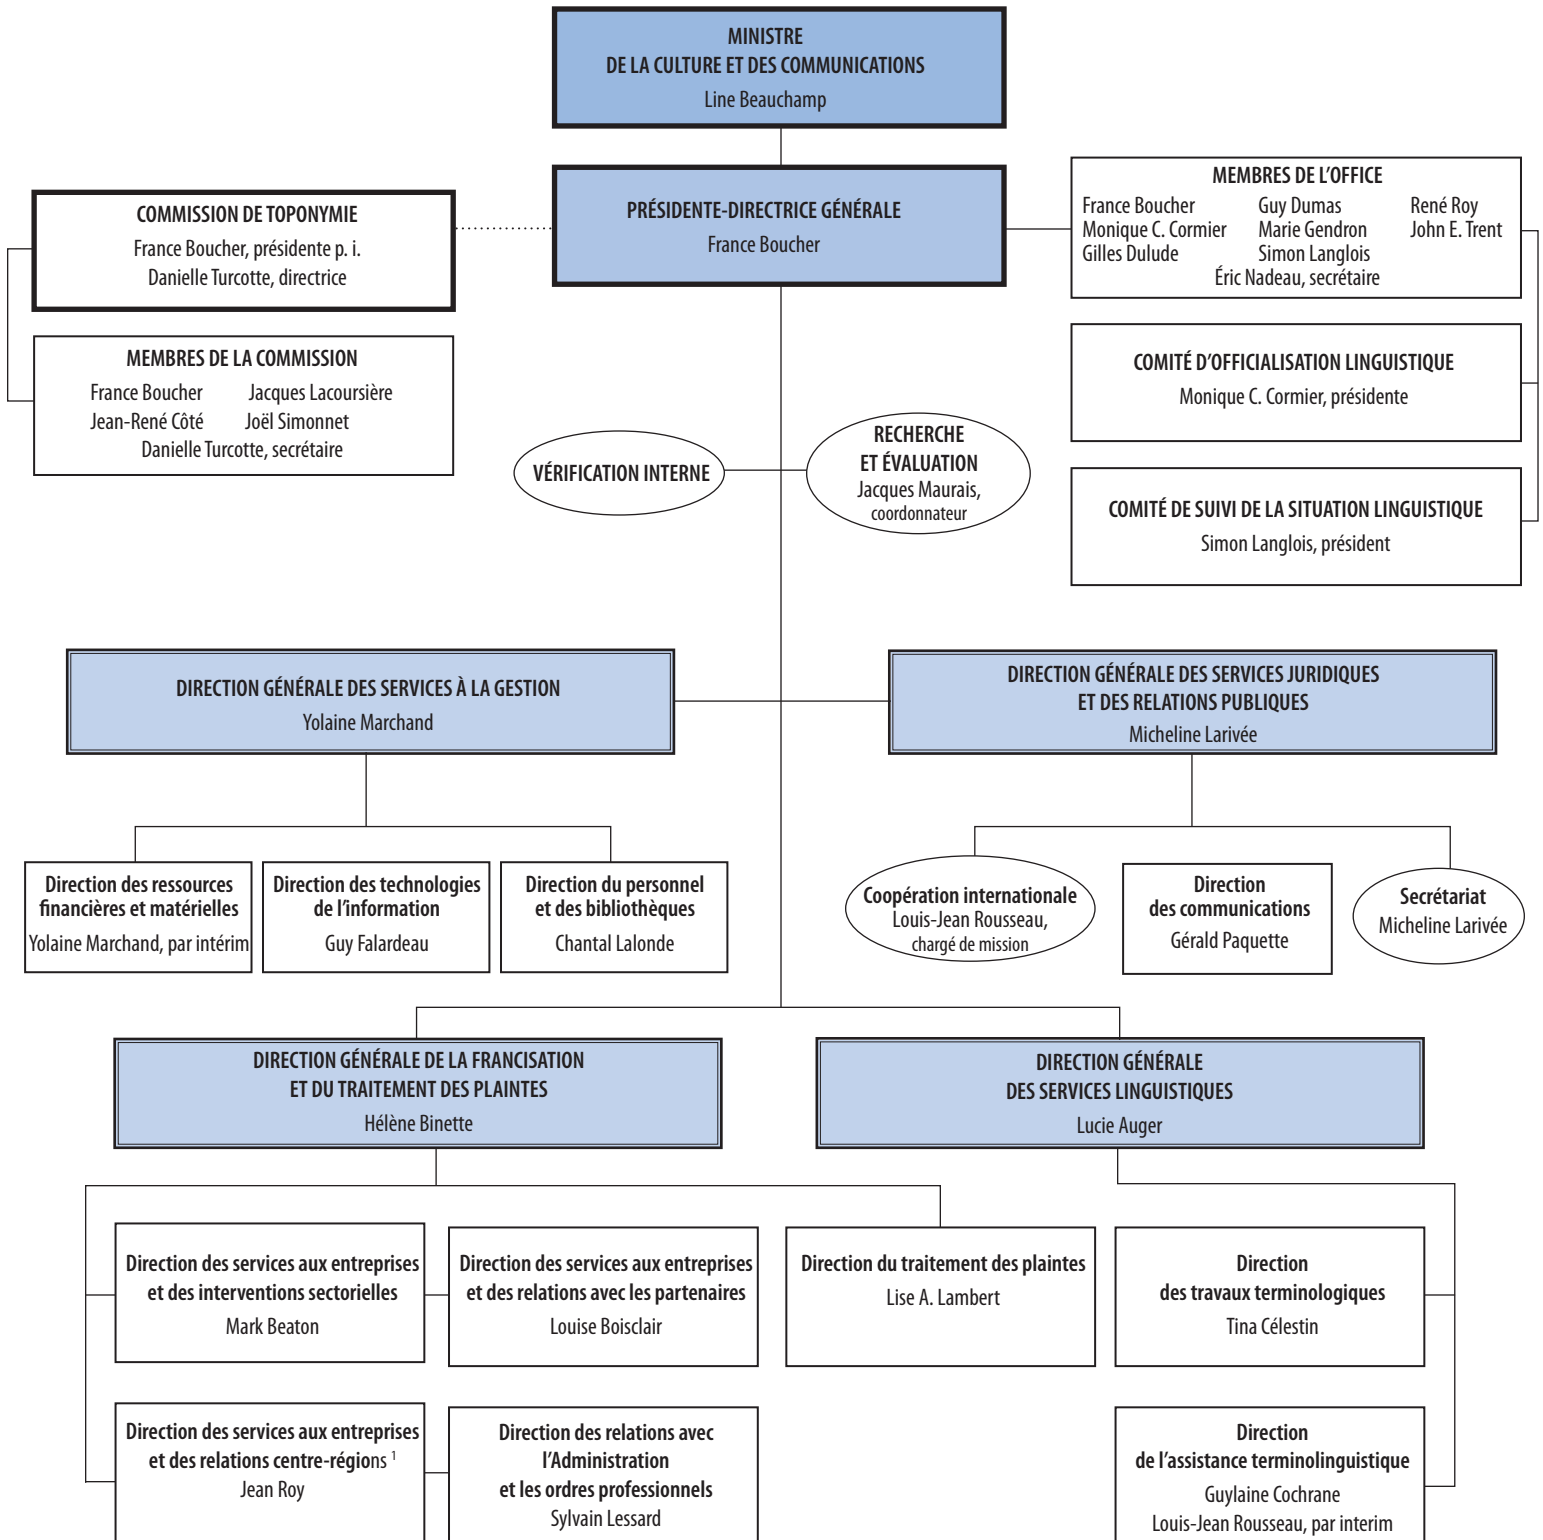 MINISTRE
DE LA CULTURE ET DES COMMUNICATIONS
Line Beauchamp
PRÉSIDENTE-DIRECTRICE GÉNÉRALE
France Boucher
COMMISSION DE TOPONYMIE
France Boucher, présidente p. i.
Danielle Turcotte, directrice
MEMBRES DE LA COMMISSION
France Boucher Jacques Lacoursière
Jean-René Côté Joël Simonnet
Danielle Turcotte, secrétaire
MEMBRES DE L'OFFICE
France Boucher Guy Dumas René Roy
Monique C. Cormier Marie Gendron John E. Trent
Gilles Dulude Simon Langlois
Éric Nadeau, secrétaire
COMITÉ D'OFFICIALISATION LINGUISTIQUE
Monique C. Cormier, présidente
COMITÉ DE SUIVI DE LA SITUATION LINGUISTIQUE
Simon Langlois, président
VÉRIFICATION INTERNE
RECHERCHE
ET ÉVALUATION
Jacques Maurais,
coordonnateur
DIRECTION GÉNÉRALE DES SERVICES À LA GESTION
Yolaine Marchand
DIRECTION GÉNÉRALE DES SERVICES JURIDIQUES
ET DES RELATIONS PUBLIQUES
Micheline Larivée
Direction des ressources
financières et matérielles
Yolaine Marchand, par intérim
Direction des technologies
de l'information
Guy Falardeau
Direction du personnel
et des bibliothèques
Chantal Lalonde
Coopération internationale
Louis-Jean Rousseau,
chargé de mission
Direction
des communications
Gérald Paquette
Secrétariat
Micheline Larivée
DIRECTION GÉNÉRALE DE LA FRANCISATION
ET DU TRAITEMENT DES PLAINTES
Hélène Binette
DIRECTION GÉNÉRALE
DES SERVICES LINGUISTIQUES
Lucie Auger
Direction des services aux entreprises
et des interventions sectorielles
Mark Beaton
Direction des services aux entreprises
et des relations avec les partenaires
Louise Boisclair
Direction du traitement des plaintes
Lise A. Lambert
Direction
des travaux terminologiques
Tina Célestin
Direction des services aux entreprises
et des relations centre-régions 1
Jean Roy
Direction des relations avec
l'Administration
et les ordres professionnels
Sylvain Lessard
Direction
de l'assistance terminolinguistique
Guylaine Cochrane
Louis-Jean Rousseau, par interim